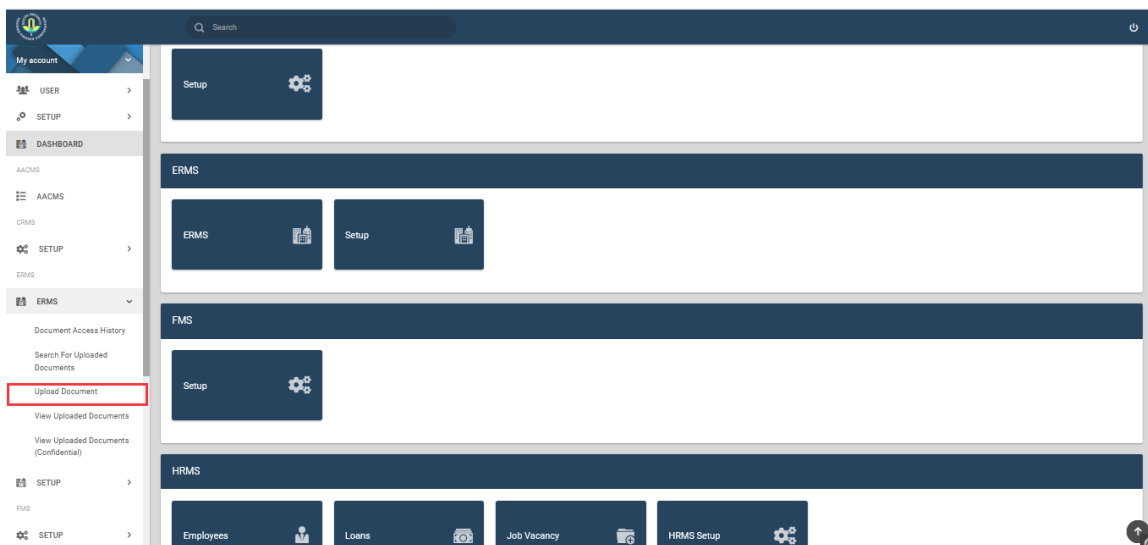 Search
My account
USER
SETUP
DASHBOARD
AACMS
AACMS
CRMS
SETUP
ERMS
ERMS
Document Access History
Search For Uploaded
Documents
Upload Document
View Uploaded Documents
View Uploaded Documents
(Confidential)
SETUP
FMS
SETUP
Setup
ERMS
ERMS
Setup
FMS
Setup
HRMS
Employees
Loans
Job Vacancy
HRMS Setup